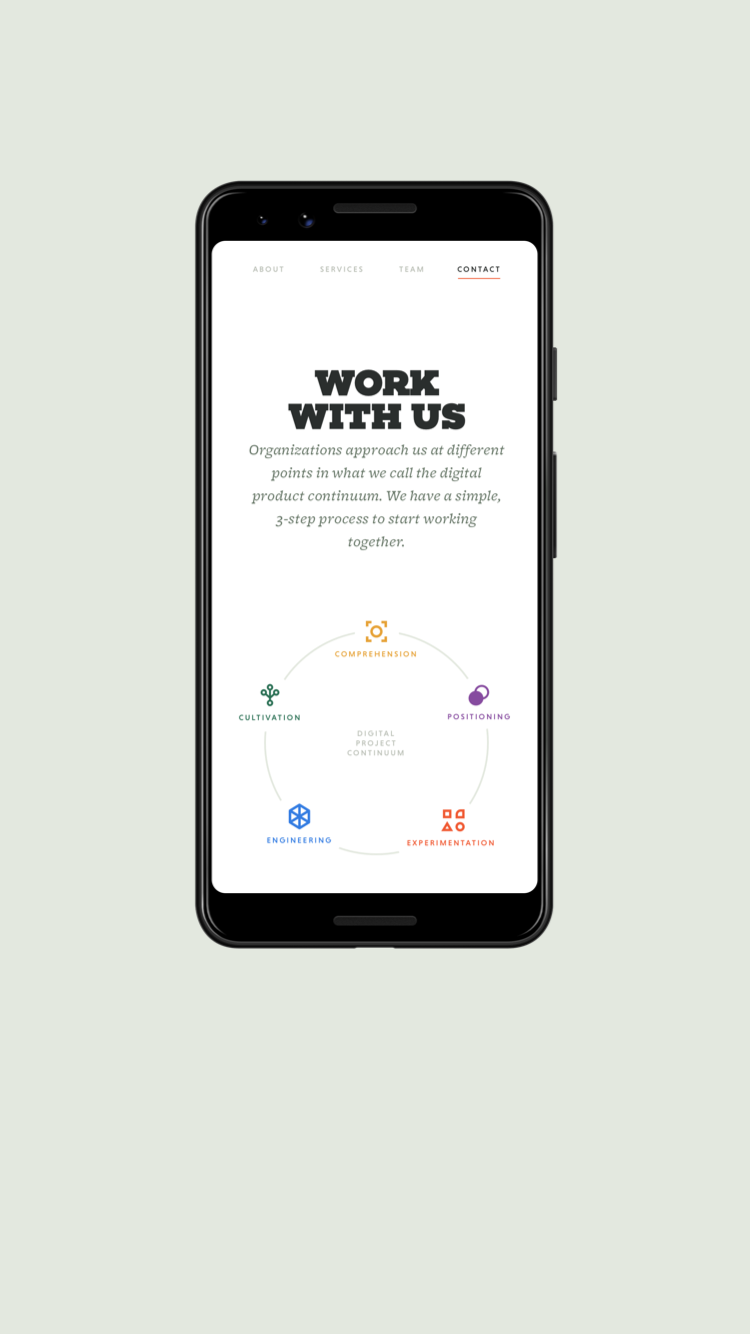 ABOUT SERVICES TEAM CONTACT
WORK
WITH US
Organizations approach us at different
points in what we call the digital
product continuum. We have a simple,
3-step process to start working
together.
COMPREHENSION
CULTIVATION
POSITIONING
DIGITAL
PROJECT
CONTINUUM
ENGINEERING
EXPERIMENTATION